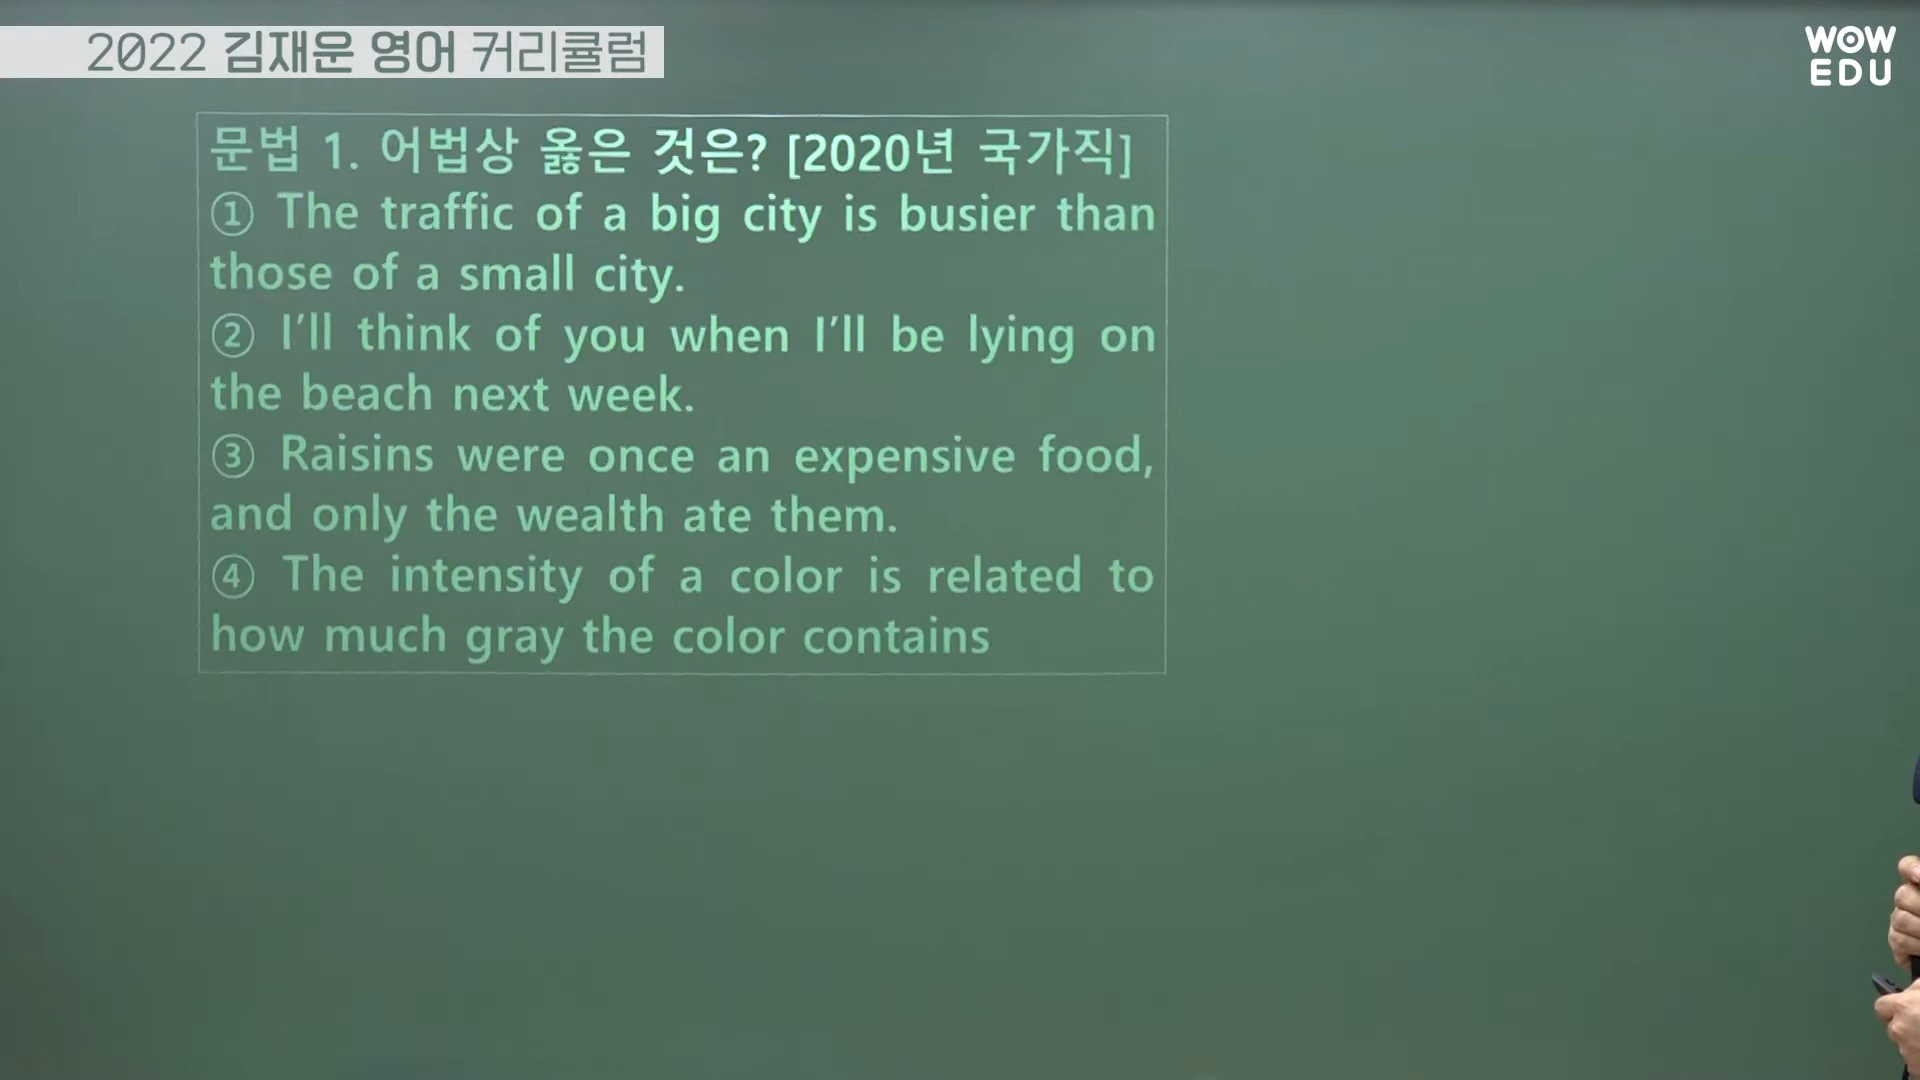 2022 김재운 영어 커리큘럼
WOW
EDU
문법 1. 어법상 옳은 것은? [2020년 국가직]
① The traffic of a big city is busier than
those of a small city.
② I’ll think of you when I’ll be lying on
the beach next week.
③ Raisins were once an expensive food,
and only the wealth ate them.
④ The intensity of a color is related to
how much gray the color contains